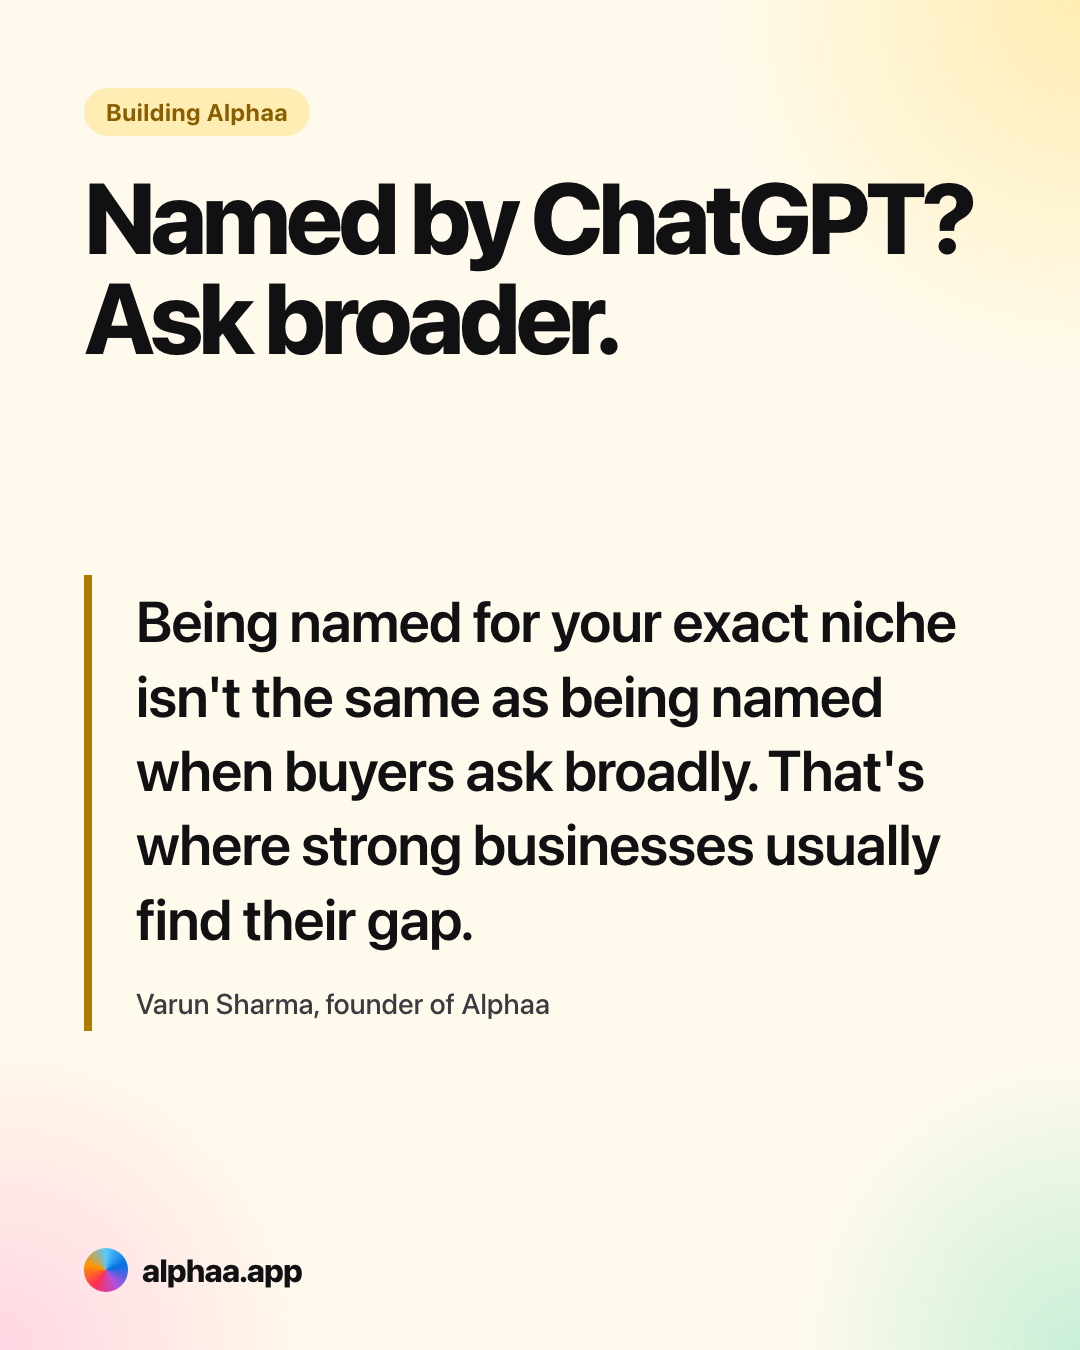 Building Alphaa
Named by ChatGPT?
Ask broader.
Being named for your exact niche
isn't the same as being named
when buyers ask broadly. That's
where strong businesses usually
find their gap.
Varun Sharma, founder of Alphaa
alphaa.app